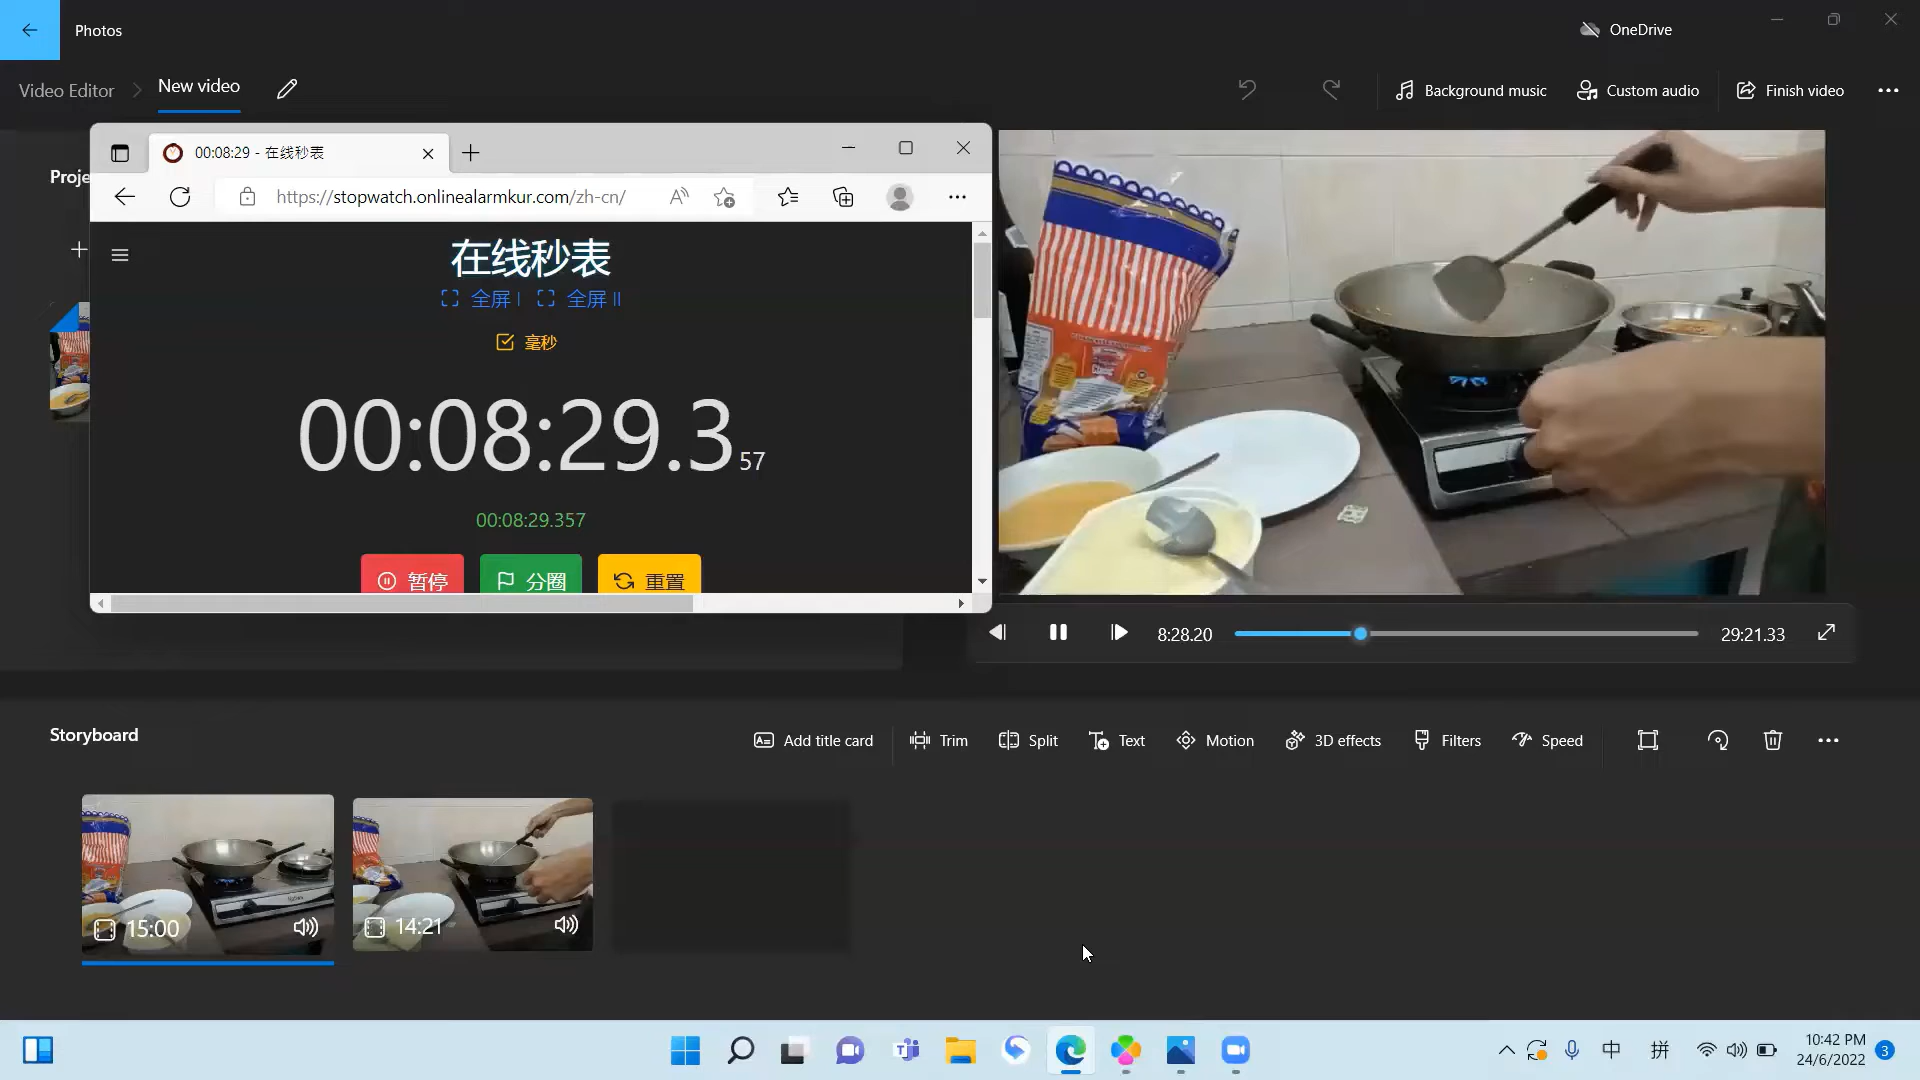 Photos
OneDrive
Video Editor
New video
Background music
Custom audio
Finish video
00:08:29 - 在线秒表
Proje
https://stopwatch.onlinealarmkur.com/zh-cn/
在线秒表
全屏 I
全屏 II
毫秒
00:08:29.357
00:08:29.357
暂停
分圈
重置
8:28.20
29:21.33
Storyboard
Add title card
Trim
Split
Text
Motion
3D effects
Filters
Speed
15:00
14:21
中
拼
10:42 PM
24/6/2022
3